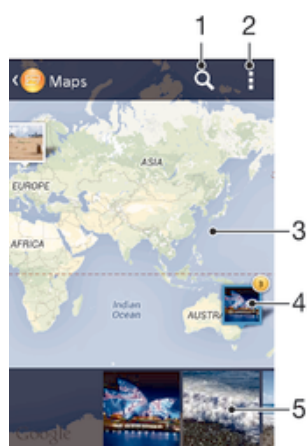 1 2
Maps
ASIA
EUROPE
3
AFRICA
4
Indian
Ocean
AUSTRA
5
Google